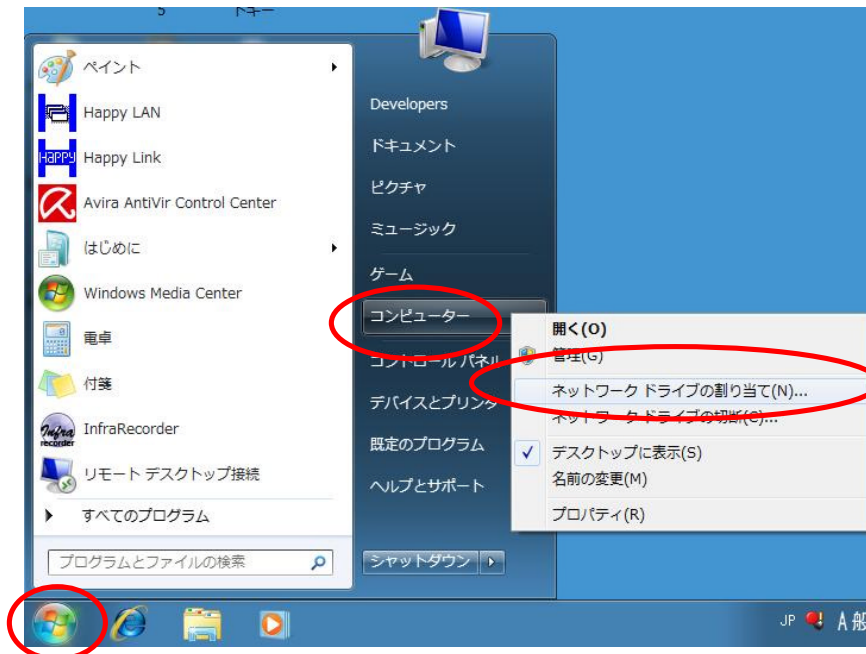 5 ドキー
ペイント
Happy LAN
HAPPY
Happy Link
Avira AntiVir Control Center
はじめに
Windows Media Center
電卓
付箋
Infra
recorder
InfraRecorder
リモート デスクトップ接続
すべてのプログラム
プログラムとファイルの検索
Developers
ドキュメント
ピクチャ
ミュージック
ゲーム
コンピューター
コントロール パネル
デバイスとプリンター
既定のプログラム
ヘルプとサポート
シャットダウン
開く(O)
管理(G)
ネットワーク ドライブの割り当て(N)...
ネットワーク ドライブの切断(C)...
デスクトップに表示(S)
名前の変更(M)
プロパティ(R)
JP A 般